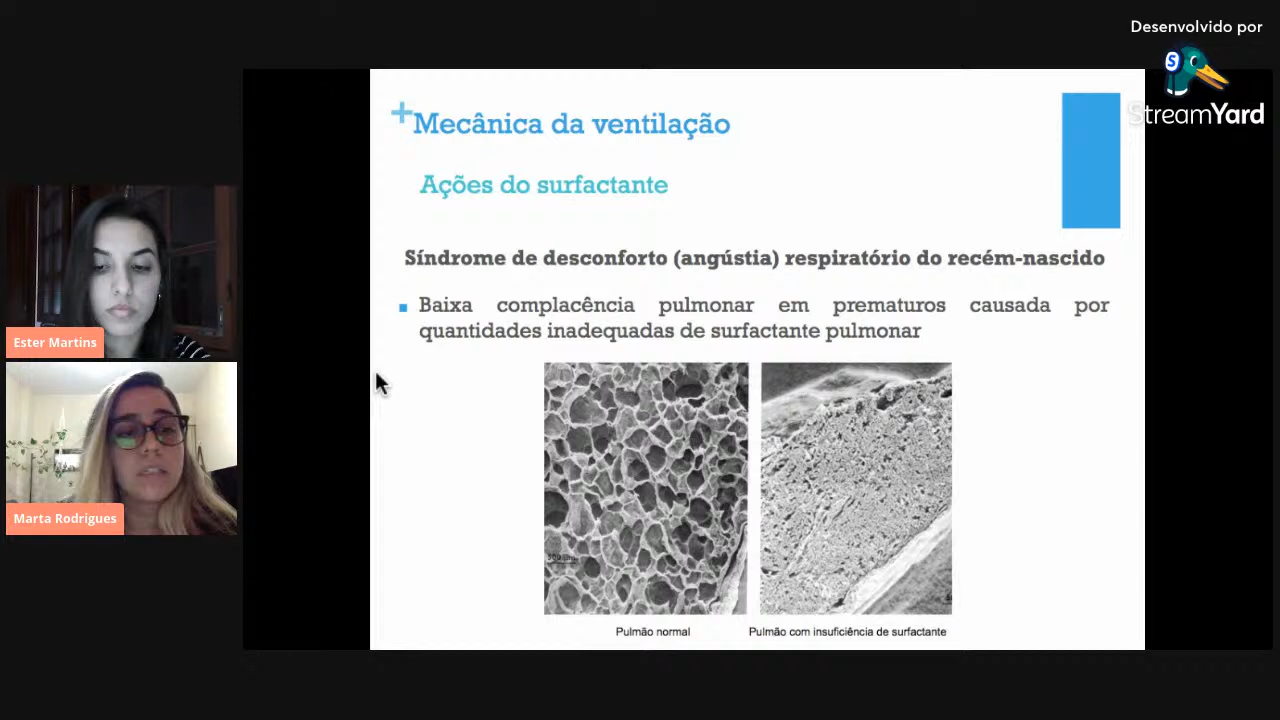 Desenvolvido por
StreamYard
Mecânica da ventilação
Ações do surfactante
Síndrome de desconforto (angústia) respiratório do recém-nascido
Baixa complacência pulmonar em prematuros causada por
quantidades inadequadas de surfactante pulmonar
Pulmão normal
Pulmão com insuficiência de surfactante
Ester Martins
Marta Rodrigues